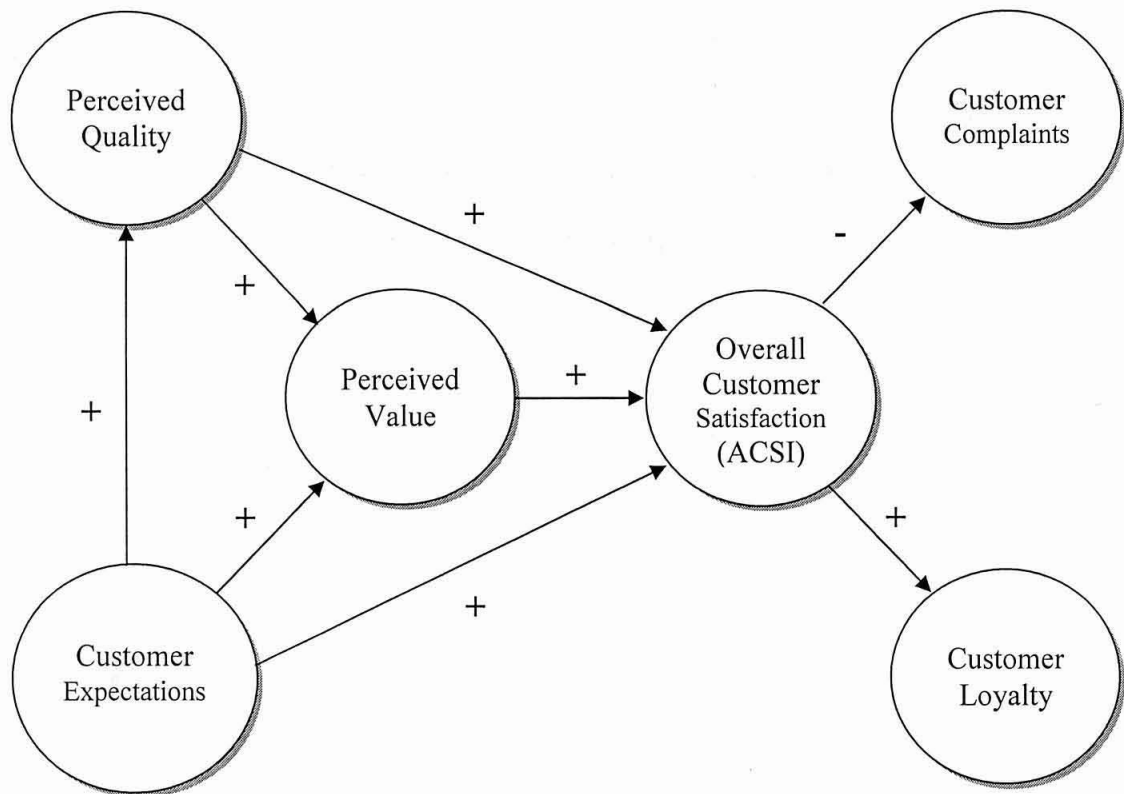 Perceived
Quality
Customer
Complaints
+
+
-
Perceived
Value
+
Overall
Customer
Satisfaction
(ACSI)
+
+
+
+
Customer
Expectations
Customer
Loyalty